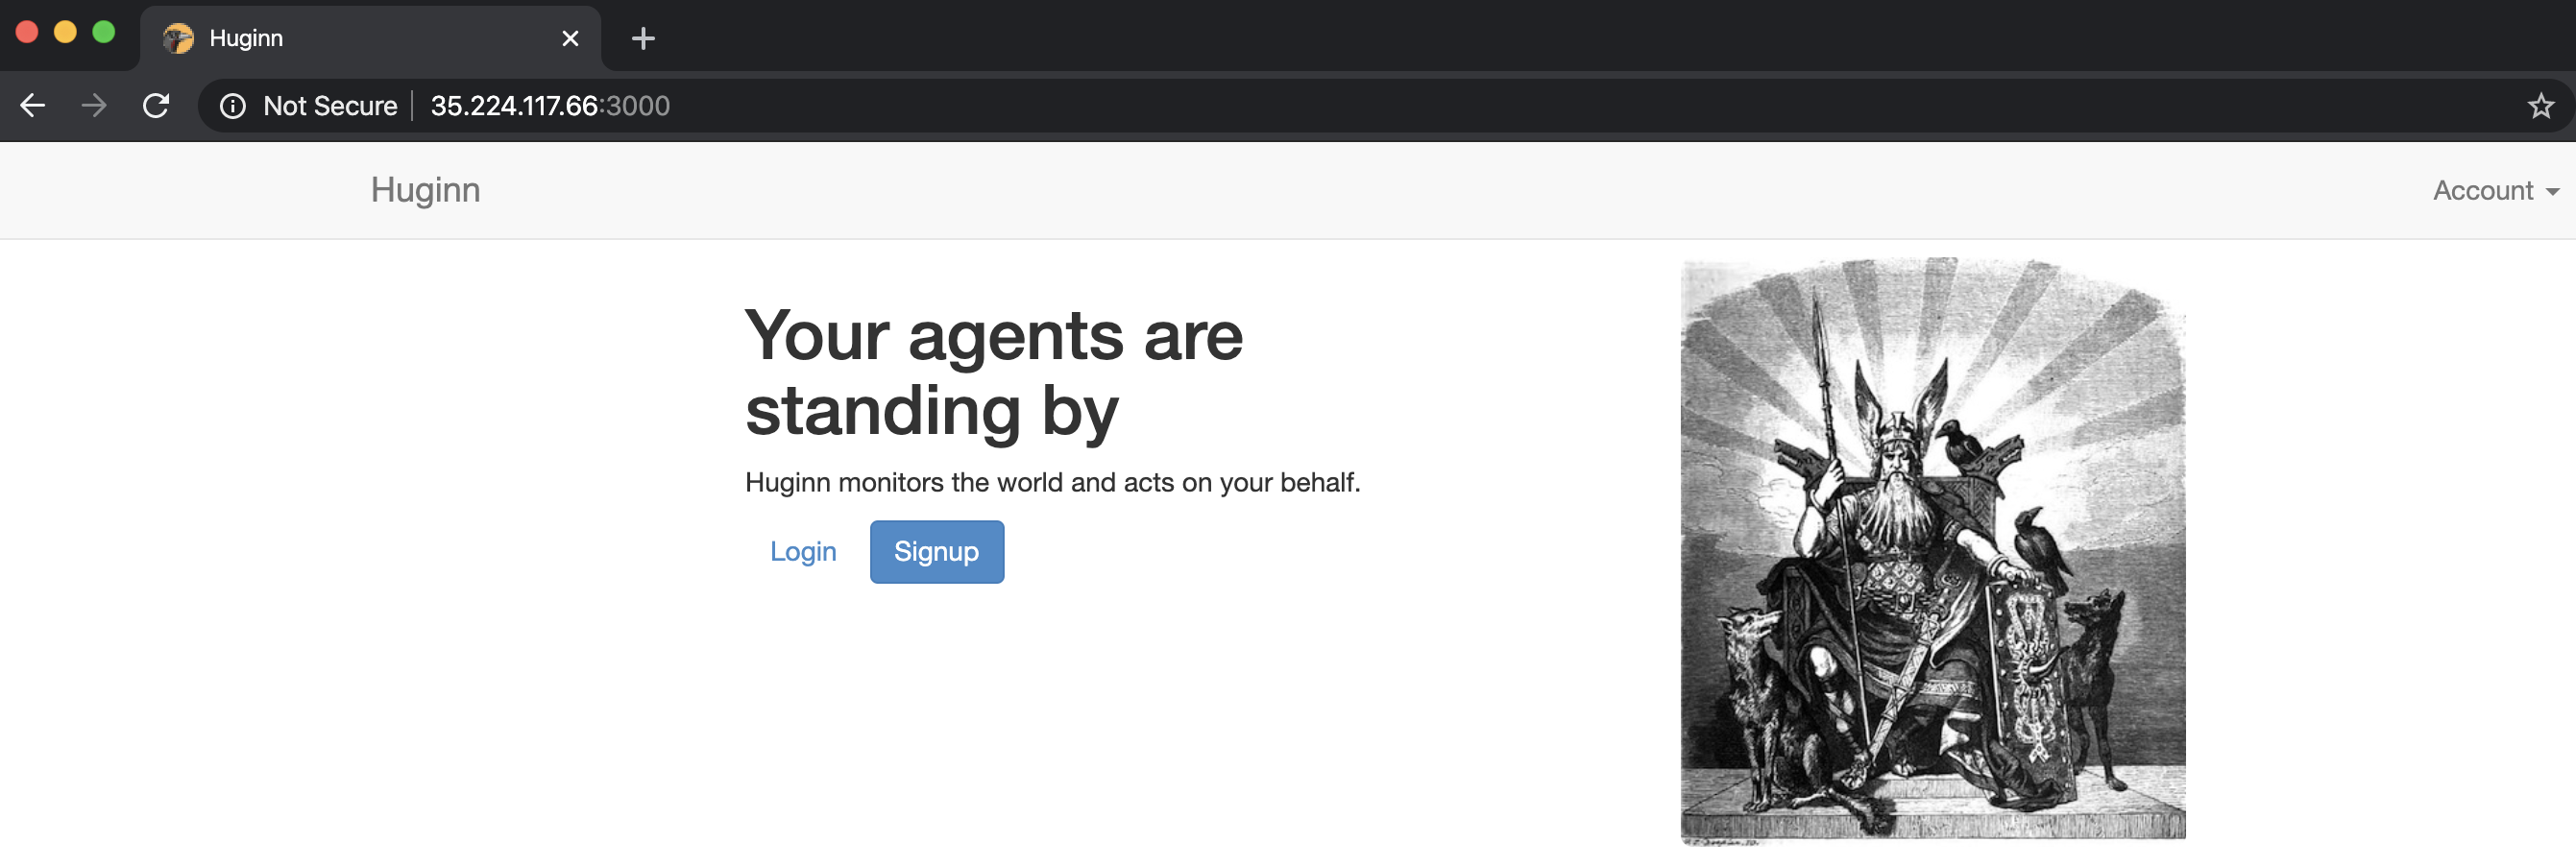 Huginn
Not Secure 35.224.117.66:3000
Huginn
Account
Your agents are
standing by
Huginn monitors the world and acts on your behalf.
Login Signup